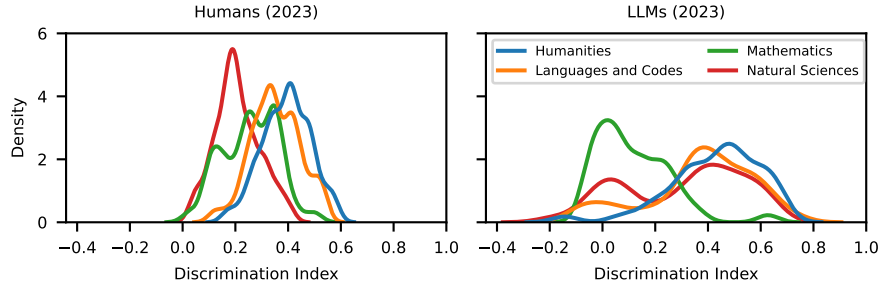 Humans (2023)
6
4
2
0
Density
−0.4 −0.2 0.0 0.2 0.4 0.6 0.8 1.0
Discrimination Index
LLMs (2023)
Humanities
Languages and Codes
Mathematics
Natural Sciences
−0.4 −0.2 0.0 0.2 0.4 0.6 0.8 1.0
Discrimination Index